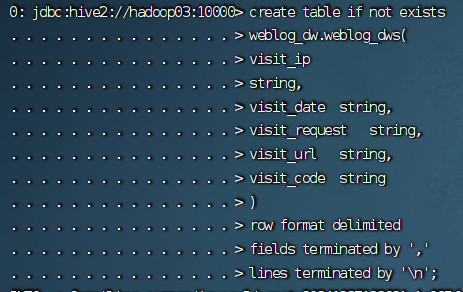 0: jdbc:hive2://hadoop03:10000> create table if not exists
. . . . . . . . . . . . . . . > weblog_dw.weblog_dws(
. . . . . . . . . . . . . . . > visit_ip
. . . . . . . . . . . . . . . > string,
. . . . . . . . . . . . . . . > visit_date  string,
. . . . . . . . . . . . . . . > visit_request   string,
. . . . . . . . . . . . . . . > visit_url   string,
. . . . . . . . . . . . . . . > visit_code  string
. . . . . . . . . . . . . . . > )
. . . . . . . . . . . . . . . > row format delimited
. . . . . . . . . . . . . . . > fields terminated by ','
. . . . . . . . . . . . . . . > lines terminated by '\n';